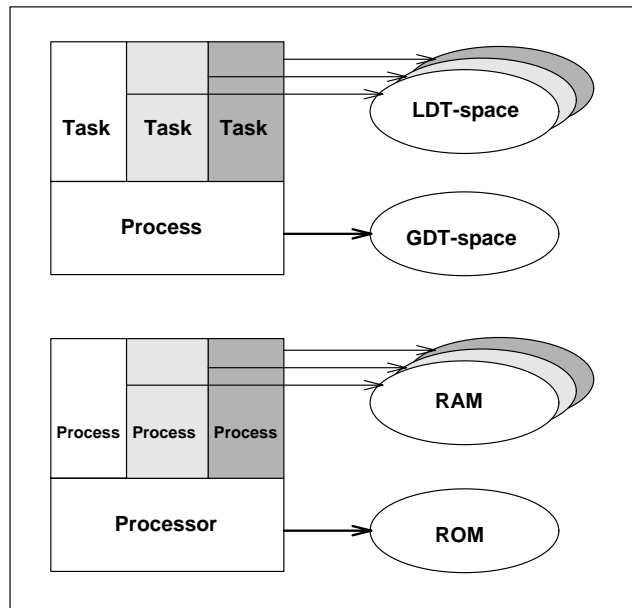 LDT-space
Task Task Task
Process
GDT-space
RAM
Process Process Process
Processor
ROM